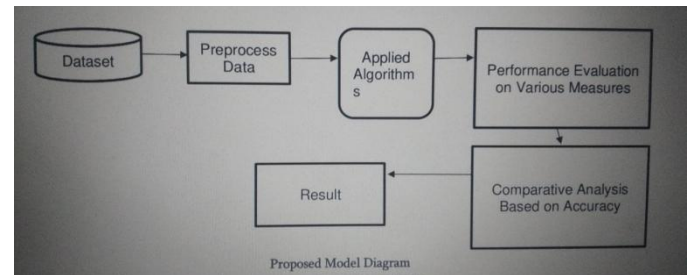 Dataset
Preprocess
Data
Applied
Algorithm
s
Performance Evaluation
on Various Measures
Result
Comparative Analysis
Based on Accuracy
Proposed Model Diagram